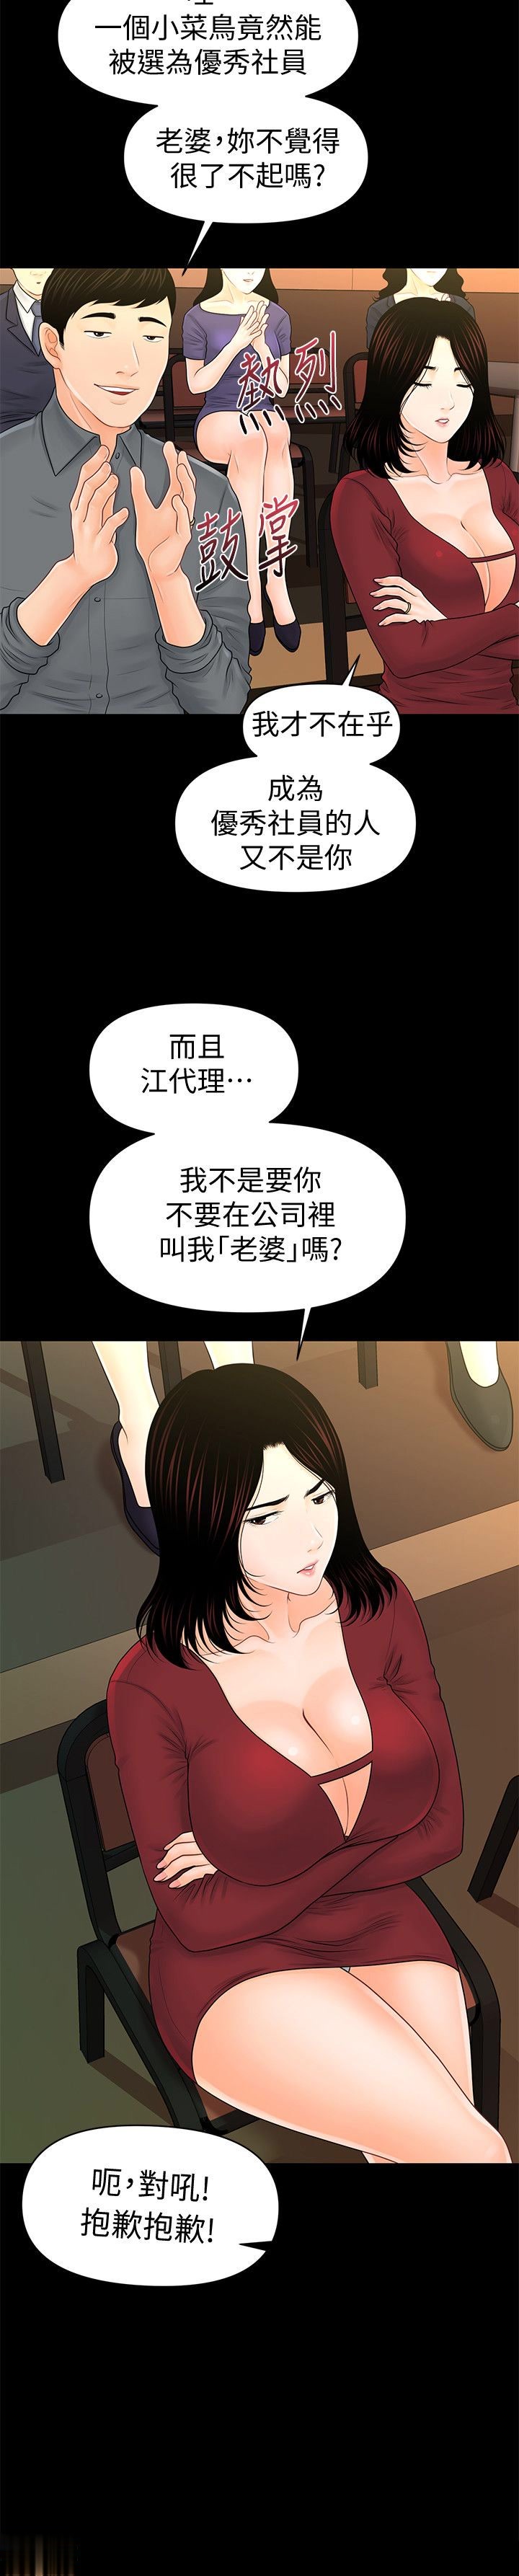 一個小菜鳥竟然能
被選為優秀社員
老婆，妳不覺得
很了不起嗎?
熱烈
鼓掌
我才不在乎
成為
優秀社員的人
又不是你
而且
江代理…
我不是要你
不要在公司裡
叫我「老婆」嗎?
呃，對吼!
抱歉抱歉!